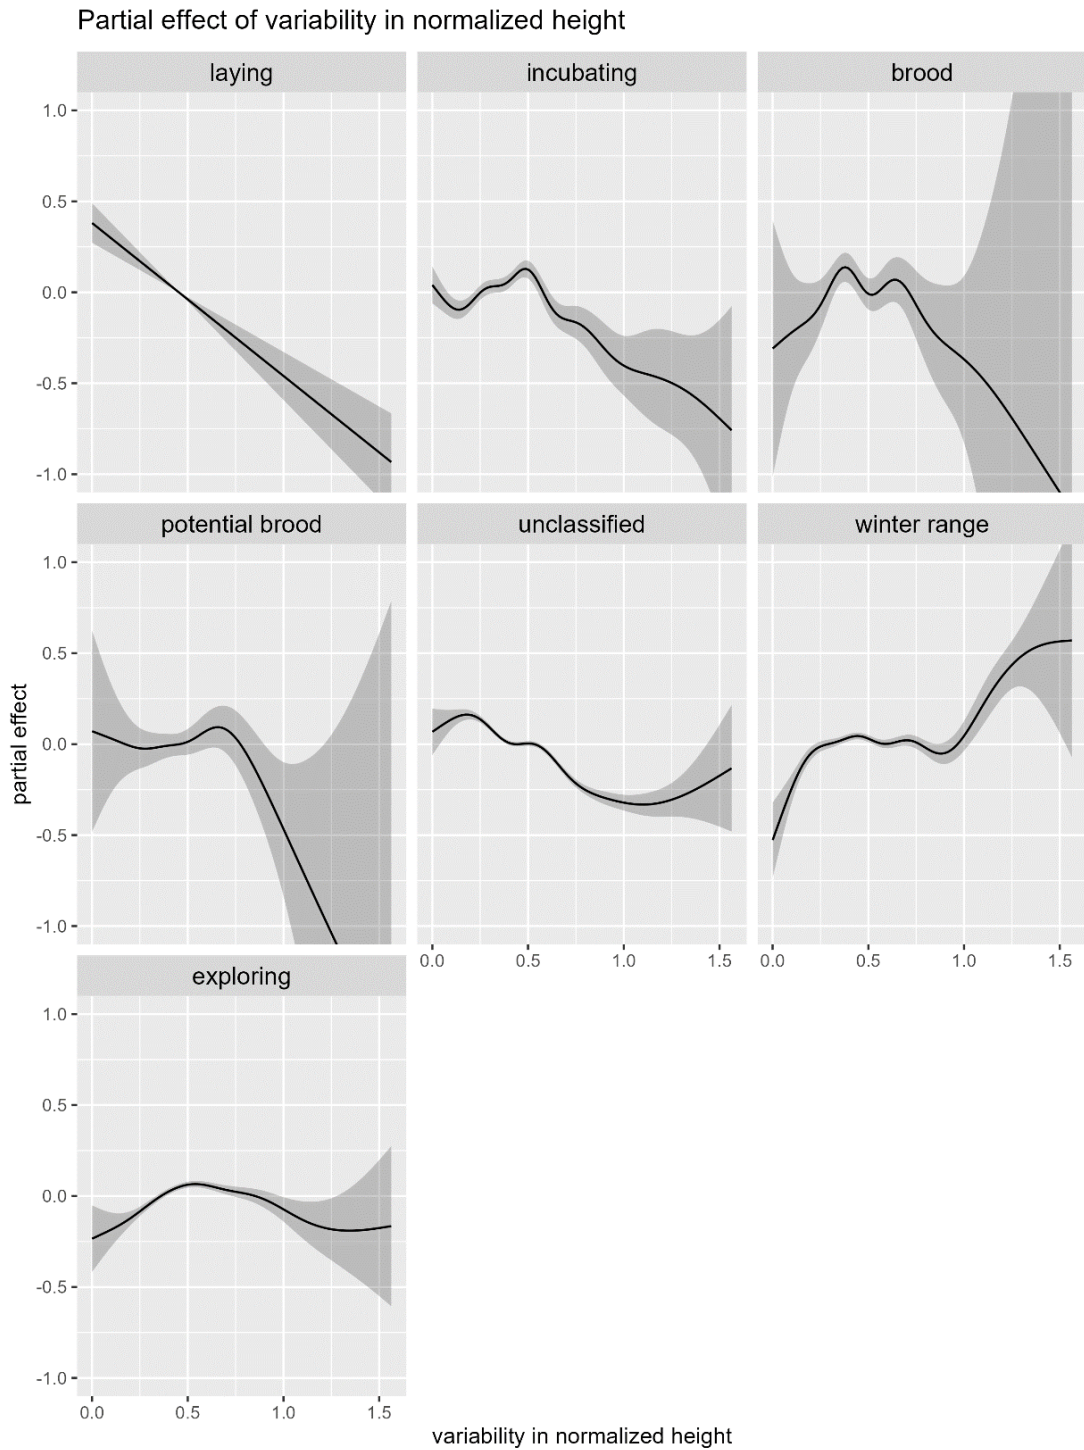 Partial effect of variability in normalized height
laying incubating brood
1.0
0.5
0.0
-0.5
-1.0
potential brood unclassified winter range
1.0
0.5
0.0
-0.5
-1.0
0.0 0.5 1.0 1.5 0.0 0.5 1.0 1.5
exploring
1.0
0.5
0.0
-0.5
-1.0
0.0 0.5 1.0 1.5
partial effect
variability in normalized height